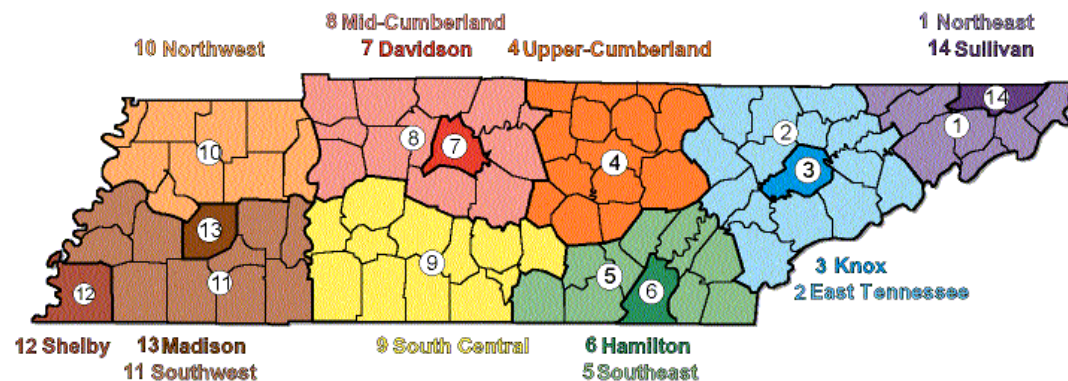 8 Mid-Cumberland
1 Northeast
10 Northwest
7 Davidson
4 Upper-Cumberland
14 Sullivan
14
2
1
8
7
10
4
3
13
9
5
11
12
6
3 Knox
2 East Tennessee
12 Shelby
13 Madison
9 South Central
6 Hamilton
11 Southwest
5 Southeast